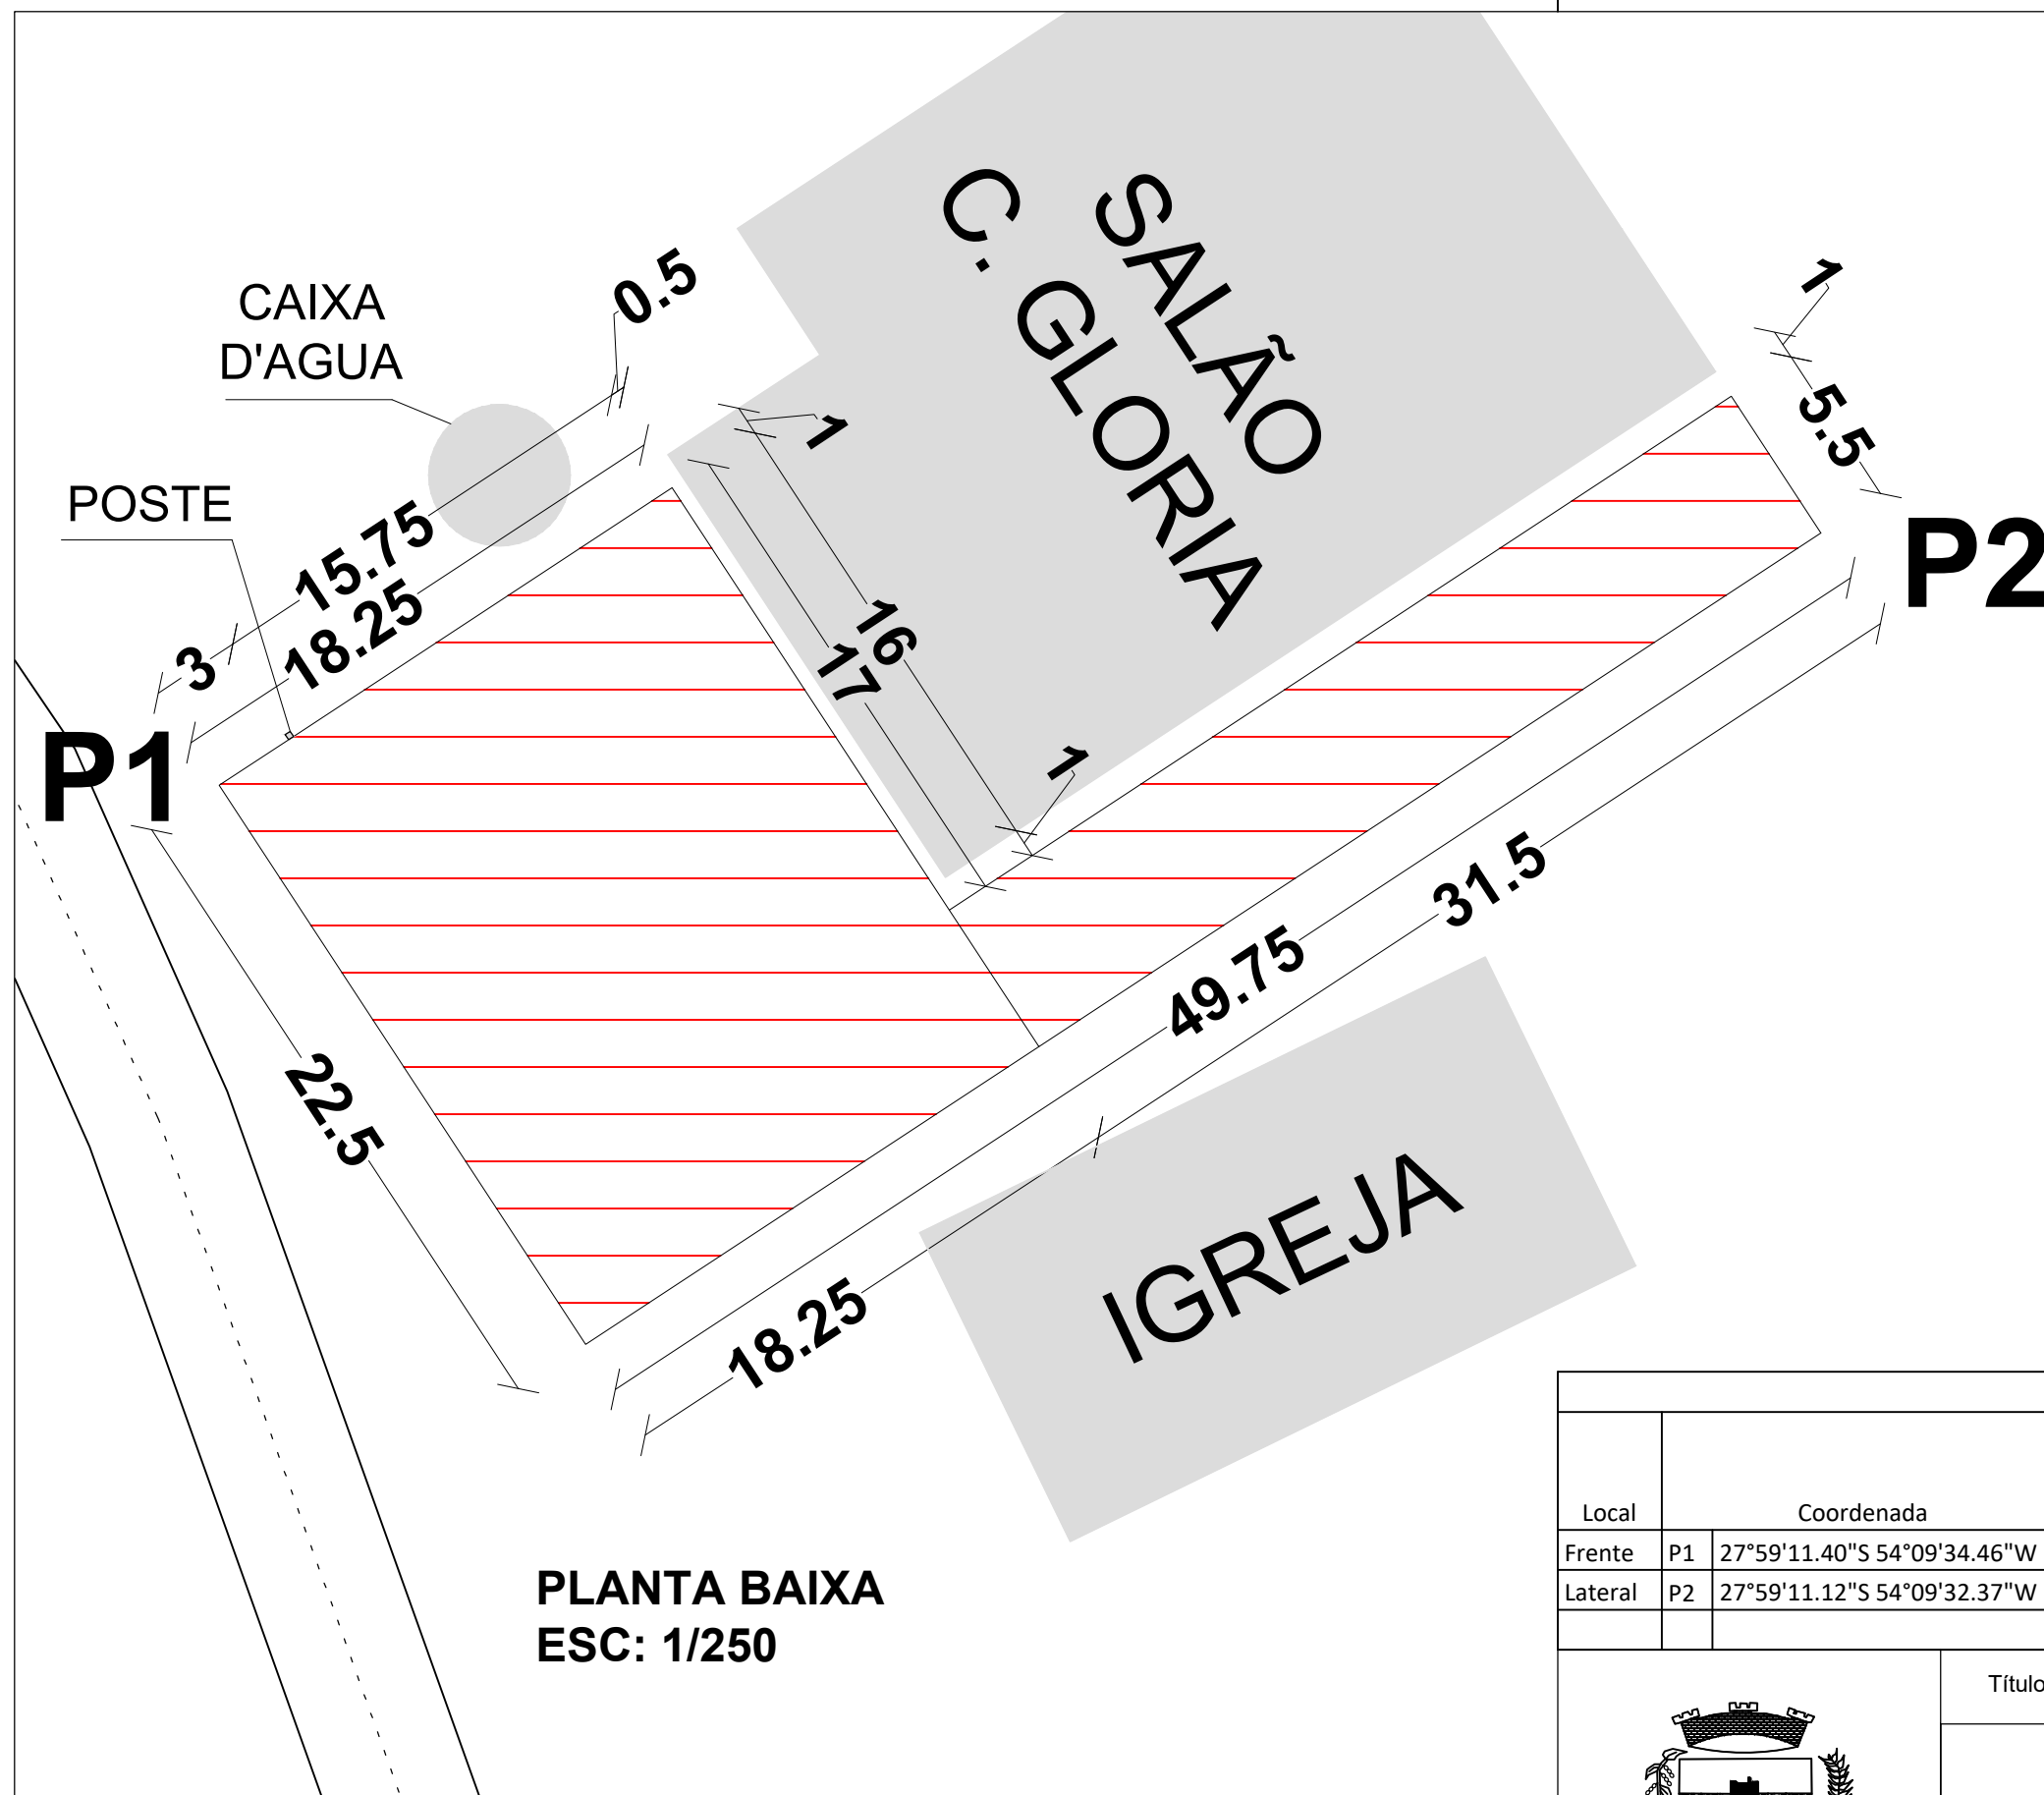 SALÃO
C. GLORIA
CAIXA
D'AGUA
POSTE
0.5
1
5.5
1
15.75
18.25
3
16
17
1
P1
P2
22.5
31.5
49.75
18.25
IGREJA
PLANTA BAIXA
ESC: 1/250
Local Coordenada
Frente P1 27°59'11.40"S 54°09'34.46"W
Lateral P2 27°59'11.12"S 54°09'32.37"W
Título